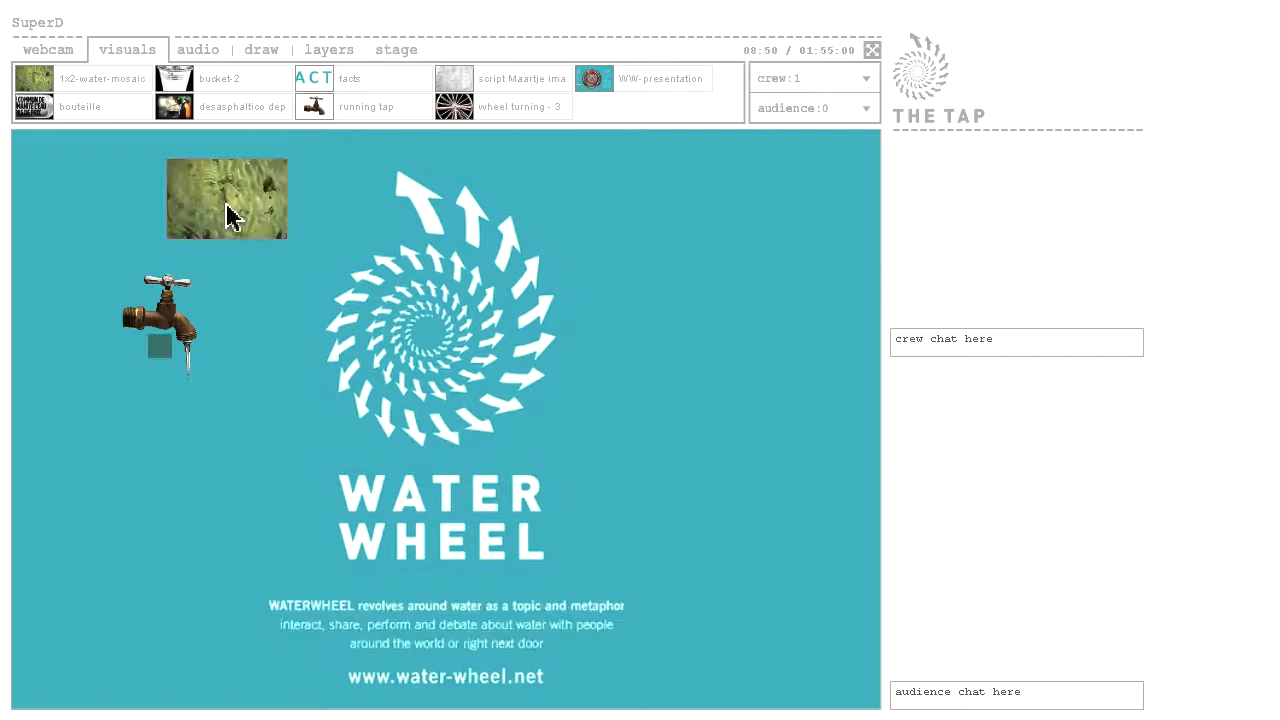 SuperD
webcam
visuals
audio
draw
layers
stage
08:50 / 01:55:00
1x2-water-mosaic
bucket-2
ACT
facts
script Maartje ima
WW-presentation
bouteille
desasnaltico dep
running tap
wheel turning - 3
crew:1
audience:0
THE TAP
crew chat here
audience chat here
WATER
WHEEL
WATERWHEEL revolves around water as a topic and metaphor
interact, share, perform and debate about water with people
around the world or right next door
www.water-wheel.net